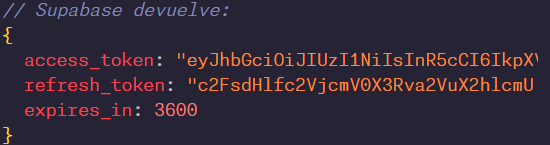 // Supabase devuelve:
{
access_token: "eyJhbGciOiJIUzI1NiIsInR5cCI6IkpXV
refresh_token: "c2FsdHlfc2VjcmV0X3Rva2VuX2hlcmU
expires_in: 3600
}